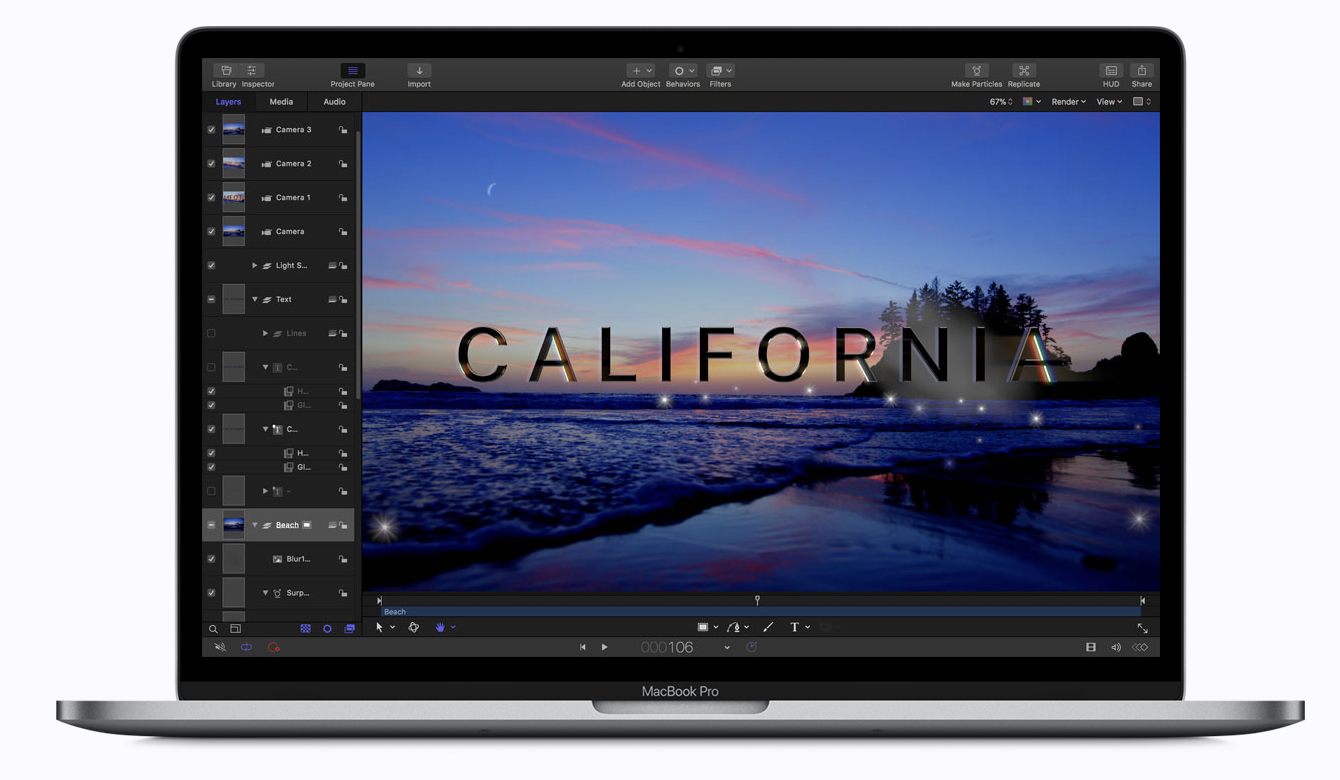 Library Inspector Project Pane Import Add Object Behaviors Filters Make Particles Replicate HUD Share
Layers Media Audio 67% Render View
Camera 3
Camera 2
Camera 1
Camera
Light S...
Text
Lines
C...
H...
Gl...
C...
H...
Gl...
-
Beach
Blur1...
Surp...
CALIFORNIA
Beach
T
000106
MacBook Pro